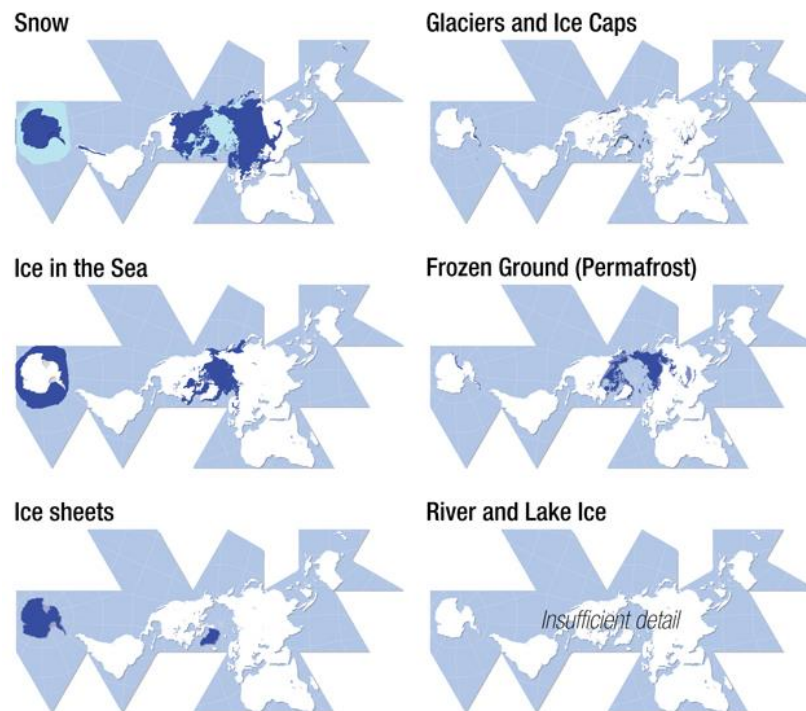 Snow
Glaciers and Ice Caps
Ice in the Sea
Frozen Ground (Permafrost)
Ice sheets
River and Lake Ice
Insufficient detail